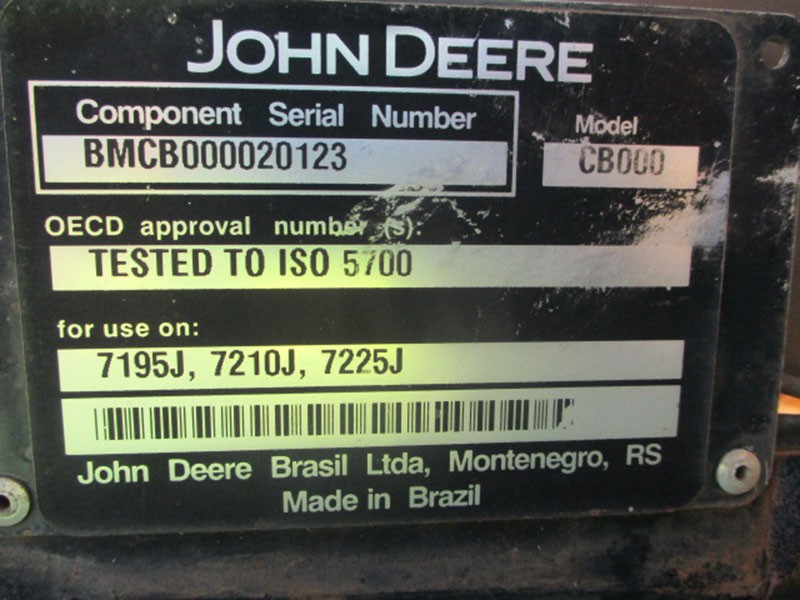 JOHN DEERE
Component Serial Number
BMCB000020123
Model
CB000
OECD approval number (s):
TESTED TO ISO 5700
for use on:
7195J, 7210J, 7225J
John Deere Brasil Ltda, Montenegro, RS
Made in Brazil